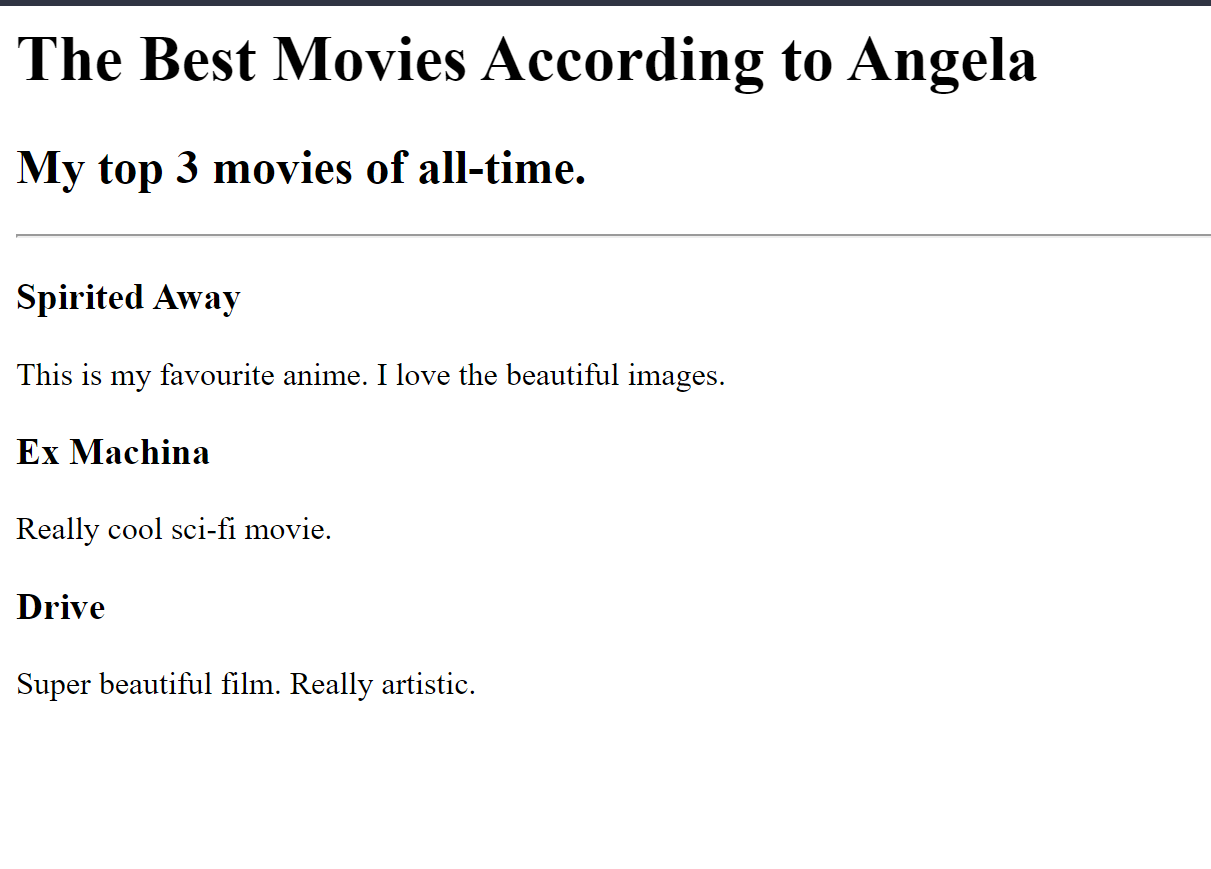 The Best Movies According to Angela
My top 3 movies of all-time.
Spirited Away
This is my favourite anime. I love the beautiful images.
Ex Machina
Really cool sci-fi movie.
Drive
Super beautiful film. Really artistic.